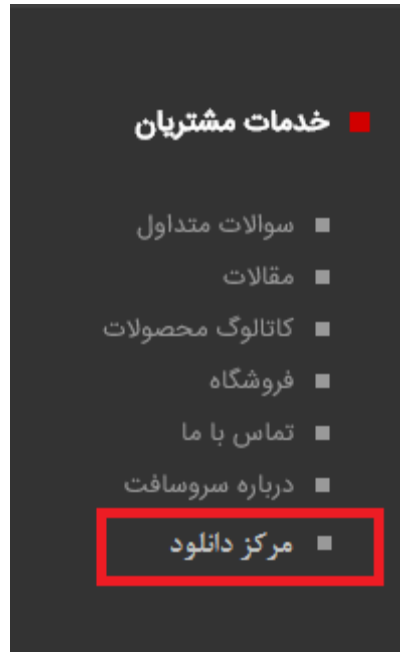 خدمات مشتریان
سوالات متداول
مقالات
کاتالوگ محصولات
فروشگاه
تماس با ما
درباره سروسافت
مرکز دانلود